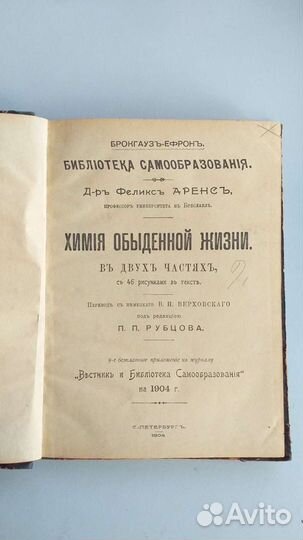 БРОКГАУЗЪ-ЕФРОНЪ.
БИБЛІОТЕКА САМООБРАЗОВАНІЯ.
Д-ръ Феликсъ АРЕНСЪ,
ПРОФЕССОРЪ УНИВЕРСИТЕТА ВЪ БРЕСЛАВЛѢ.
ХИМІЯ ОБЫДЕННОЙ ЖИЗНИ.
ВЪ ДВУХЪ ЧАСТЯХЪ,
съ 46 рисунками въ текстѣ.
Переводъ съ нѣмецкаго В. Н. ВЕРХОВСКАГО
подъ редакціею
П. П. РУБЦОВА.
безплатное приложеніе къ журналу
„Вѣстникъ и Библіотека Самообразованія“
на 1904 г.
С.-ПЕТЕРБУРГЪ.
1904
Avito